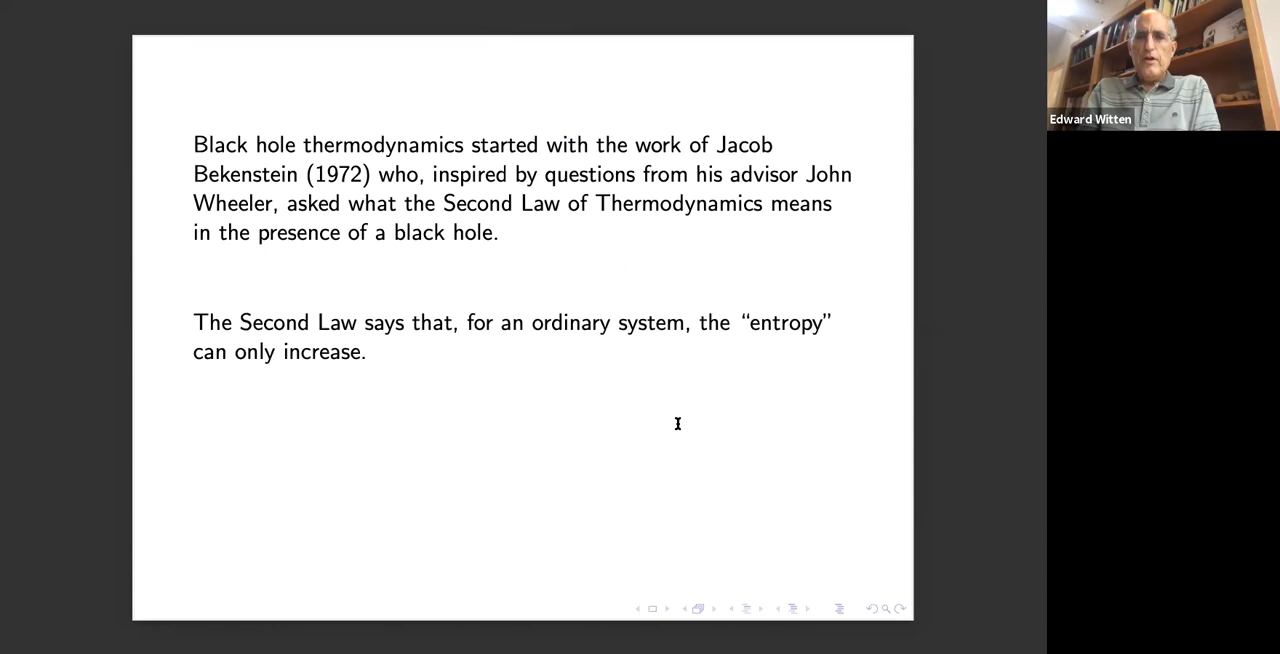 Black hole thermodynamics started with the work of Jacob
Bekenstein (1972) who, inspired by questions from his advisor John
Wheeler, asked what the Second Law of Thermodynamics means
in the presence of a black hole.
The Second Law says that, for an ordinary system, the “entropy”
can only increase.
Edward Witten